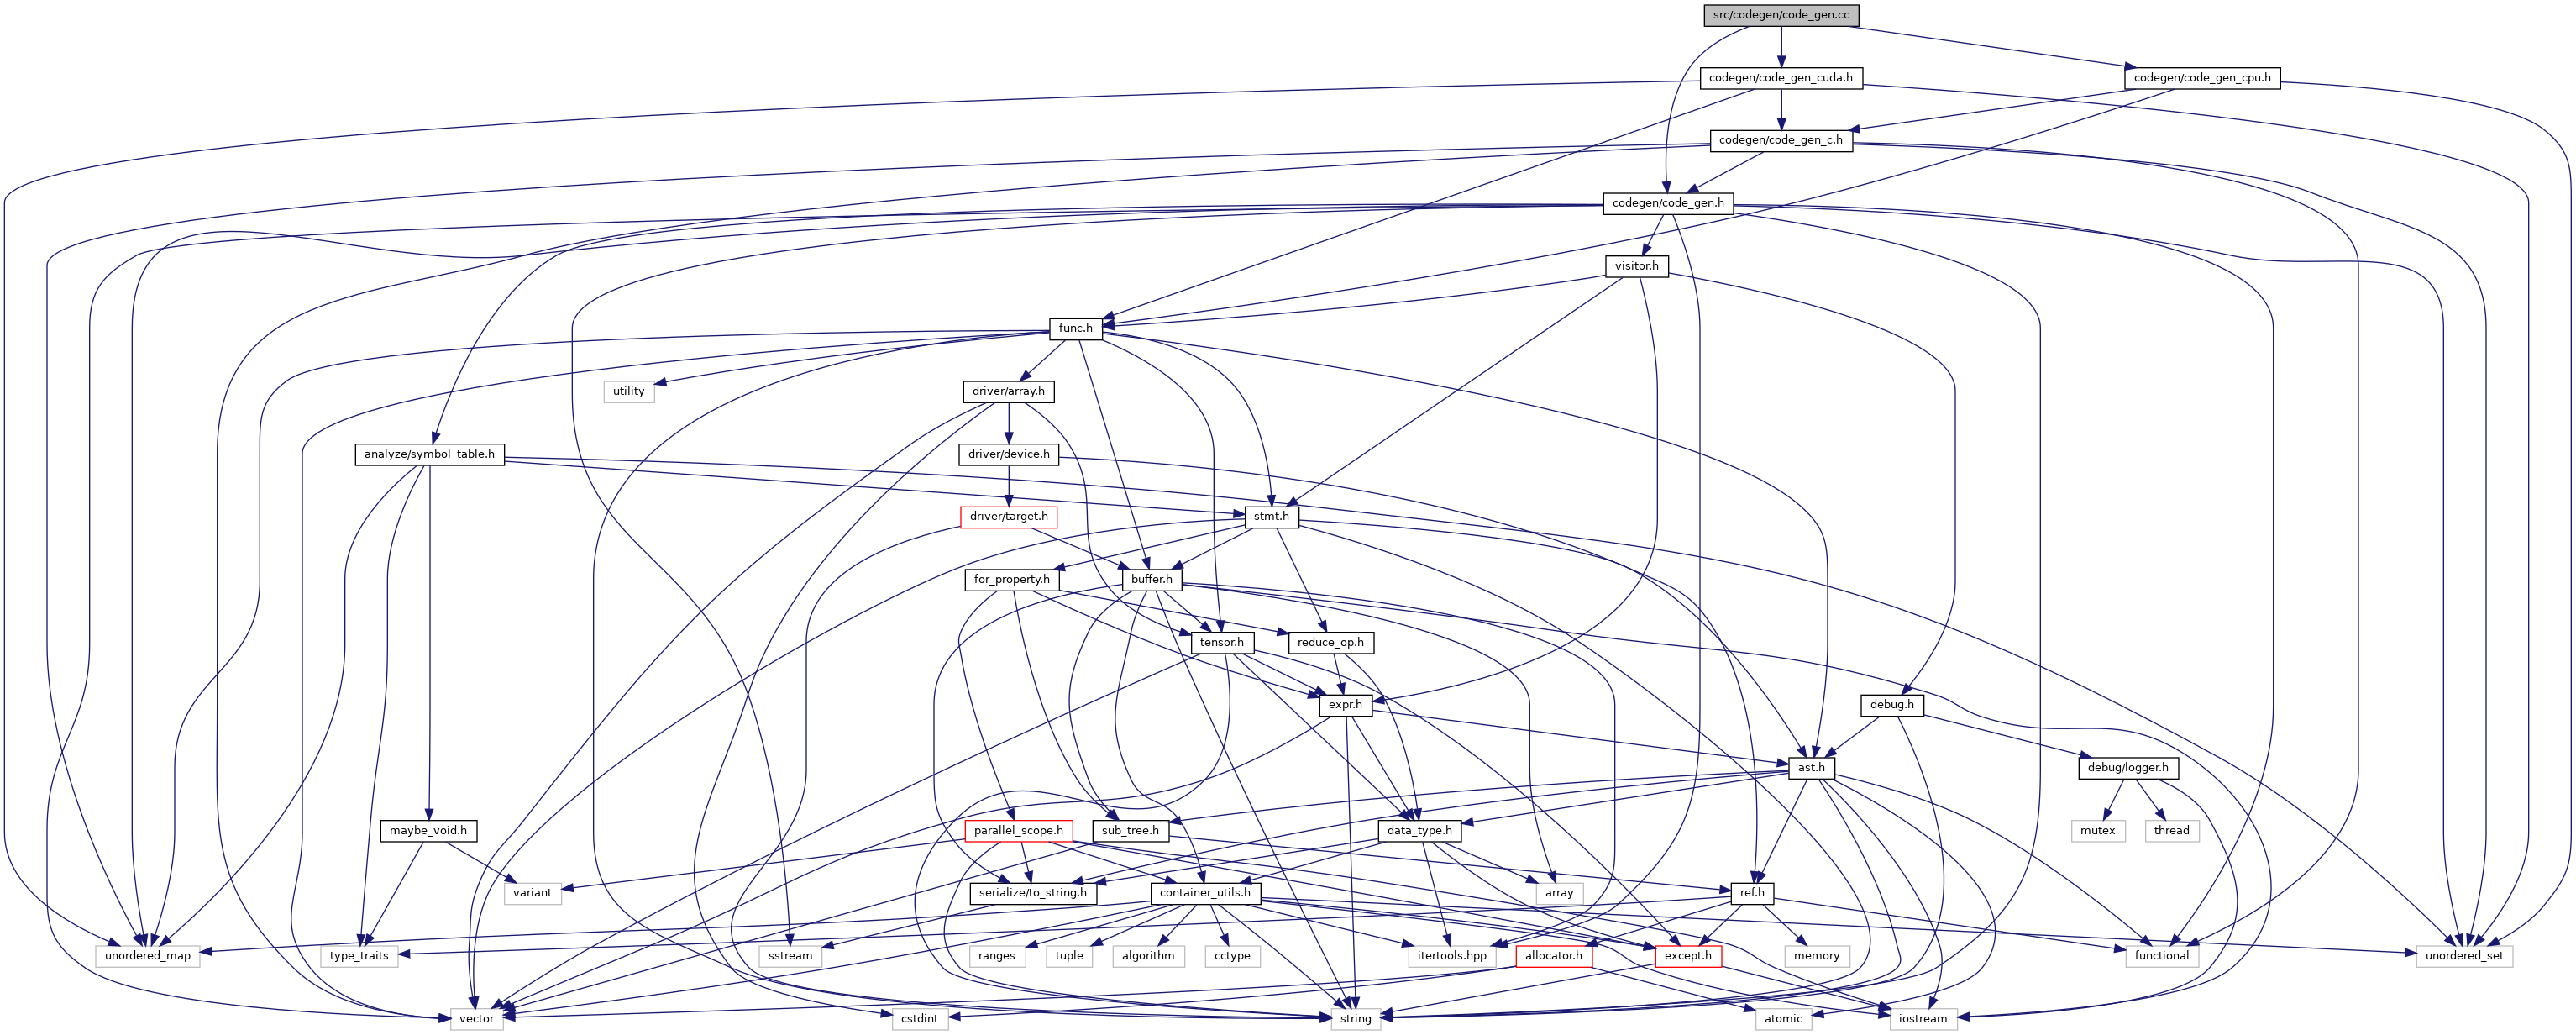 src/codegen/code_gen.cc
codegen/code_gen_cuda.h
codegen/code_gen_cpu.h
codegen/code_gen_c.h
codegen/code_gen.h
visitor.h
func.h
utility
driver/array.h
analyze/symbol_table.h
driver/device.h
driver/target.h
stmt.h
for_property.h
buffer.h
tensor.h
reduce_op.h
expr.h
debug.h
ast.h
debug/logger.h
maybe_void.h
parallel_scope.h
sub_tree.h
data_type.h
mutex
thread
variant
serialize/to_string.h
container_utils.h
array
ref.h
unordered_map
type_traits
sstream
ranges
tuple
algorithm
cctype
itertools.hpp
allocator.h
except.h
memory
functional
unordered_set
vector
cstdint
string
atomic
iostream